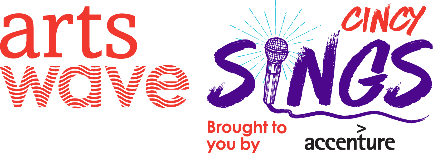 arts
wave
CINCY
SINGS
Brought to
you by
accenture